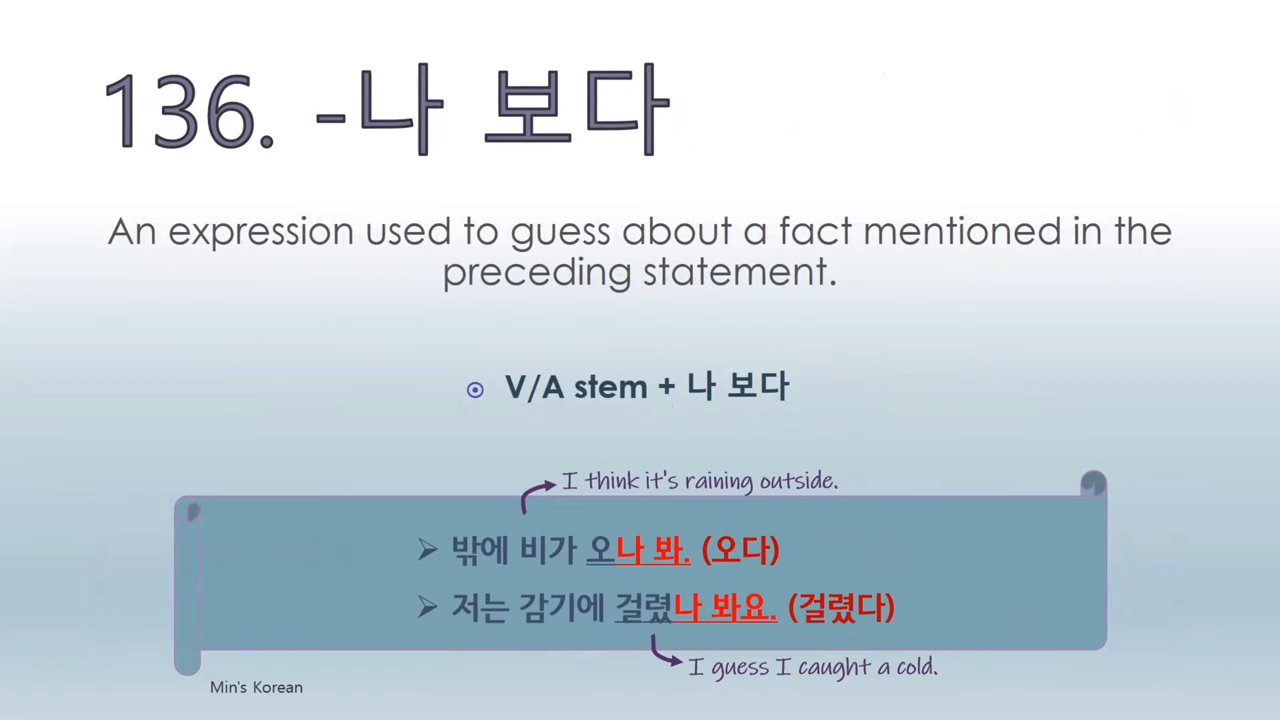 136. -나 보다
An expression used to guess about a fact mentioned in the
preceding statement.
V/A stem + 나 보다
I think it's raining outside.
밖에 비가 오나 봐. (오다)
저는 감기에 걸렸나 봐요. (걸렸다)
I guess I caught a cold.
Min's Korean